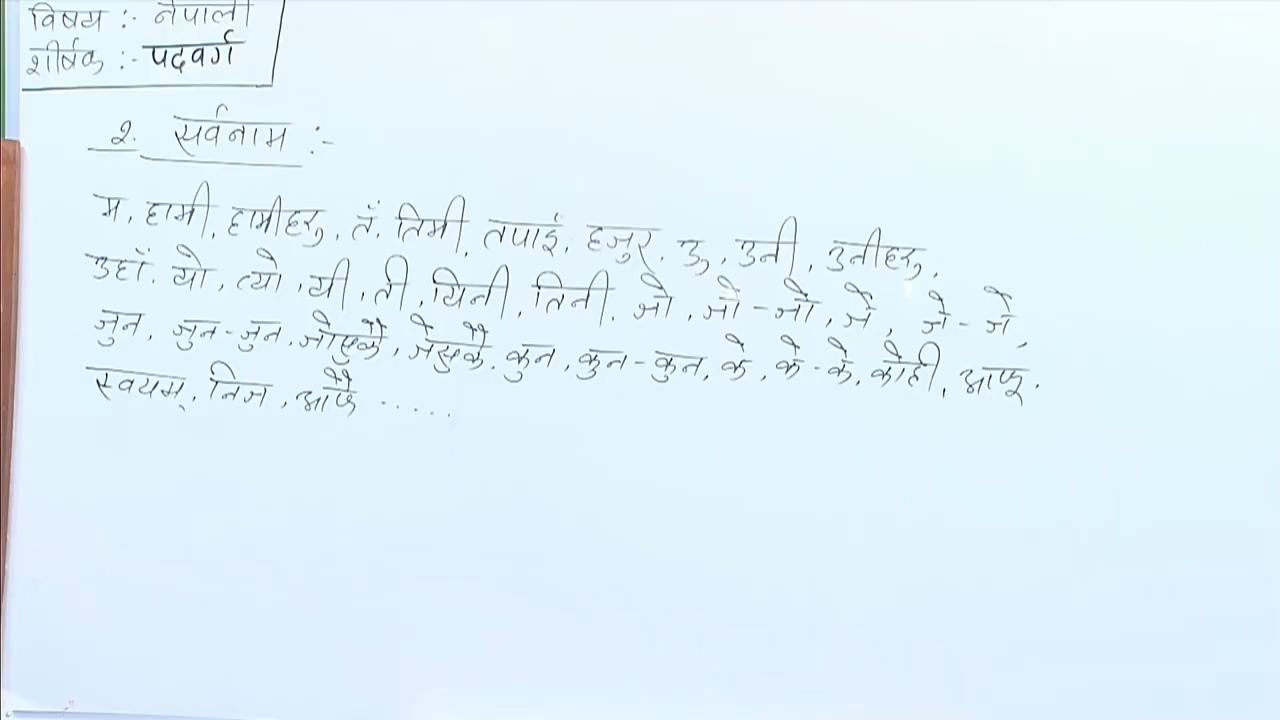 विषय :- नेपाली
शीर्षक :- पदवर्ग
२. सर्वनाम :-
म, हामी, हामीहरू, तँ, तिमी, तपाईं, हजुर, ऊ, उनी, उनीहरू,
उहाँ, यो, त्यो, यी, ती, यिनी, तिनी, जो, जो-जो, जे, जे-जे,
जुन, जुन-जुन, जोसुकै, जेसुकै, कुन, कुन-कुन, के, के-के, कोही, आफू,
स्वयम्, निज, आफै .....